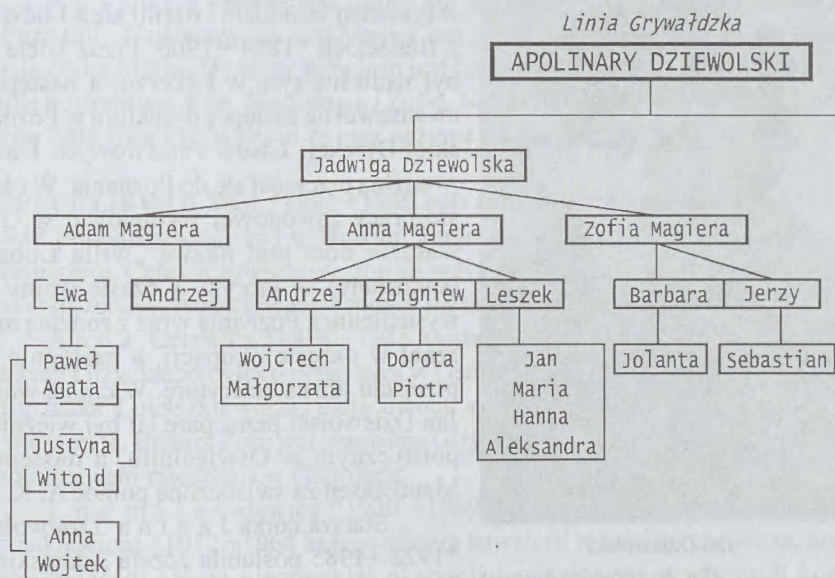 Linia Grywałdzka
APOLINARY DZIEWOLSKI
Jadwiga Dziewolska
Adam Magiera Anna Magiera Zofia Magiera
Ewa Andrzej Andrzej Zbigniew Leszek Barbara Jerzy
Paweł Wojciech Dorota Jan Jolanta Sebastian
Agata Małgorzata Piotr Maria
Hanna
Justyna Aleksandra
Witold
Anna
Wojtek